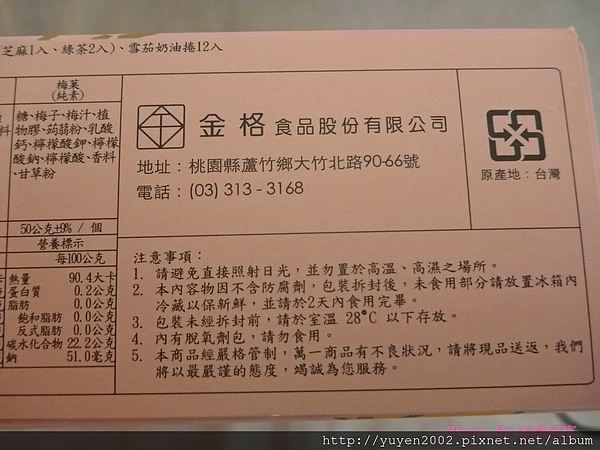 芝麻1入、綠茶2入)、雪茄奶油捲12入
梅菓
(純素)
糖、梅子、梅汁、植
物膠、蒟蒻粉、乳酸
鈣、檸檬酸鉀、檸檬
酸鈉、檸檬酸、香料
、甘草粉
50公克±9% / 個
營養標示
每100公克
熱量 90.4大卡
蛋白質 0.2公克
脂肪 0.0公克
飽和脂肪 0.0公克
反式脂肪 0.0公克
碳水化合物 22.2公克
鈉 51.0毫克
金格食品股份有限公司
地址：桃園縣蘆竹鄉大竹北路90-66號
電話：(03) 313-3168
原產地：台灣
注意事項：
1. 請避免直接照射日光，並勿置於高溫、高濕之場所。
2. 本內容物因不含防腐劑，包裝拆封後，未食用部分請放置冰箱內
冷藏以保新鮮，並請於2天內食用完畢。
3. 包裝未經拆封前，請於室溫 28°C 以下存放。
4. 內有脫氧劑包，請勿食用。
5. 本商品經嚴格管制，萬一商品有不良狀況，請將現品送返，我們
將以最嚴謹的態度，竭誠為您服務。
http://yuyen2002.pixnet.net/album